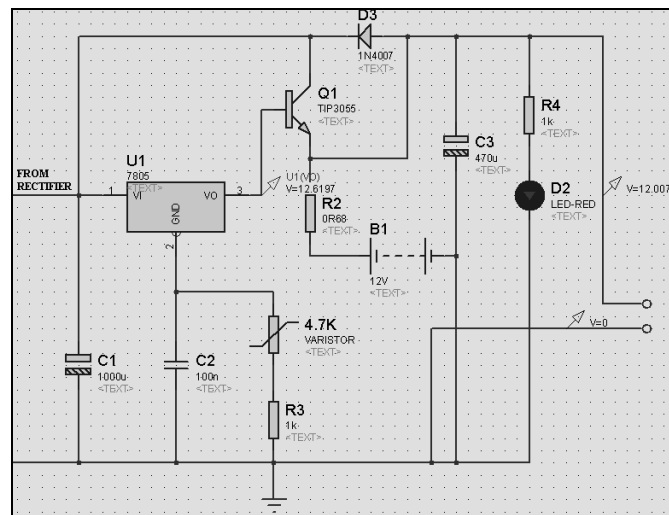 D3
1N4007
<TEXT>
Q1
TIP3055
<TEXT>
R4
1k
<TEXT>
C3
470u
<TEXT>
FROM
RECTIFIER
U1
7805
<TEXT>
1
VI
VO
3
GND
2
U1(VO)
V=12.6197
R2
0R68
<TEXT>
D2
LED-RED
<TEXT>
V=12.007
B1
12V
<TEXT>
V=0
4.7K
VARISTOR
<TEXT>
C1
1000u
<TEXT>
C2
100n
<TEXT>
R3
1k
<TEXT>